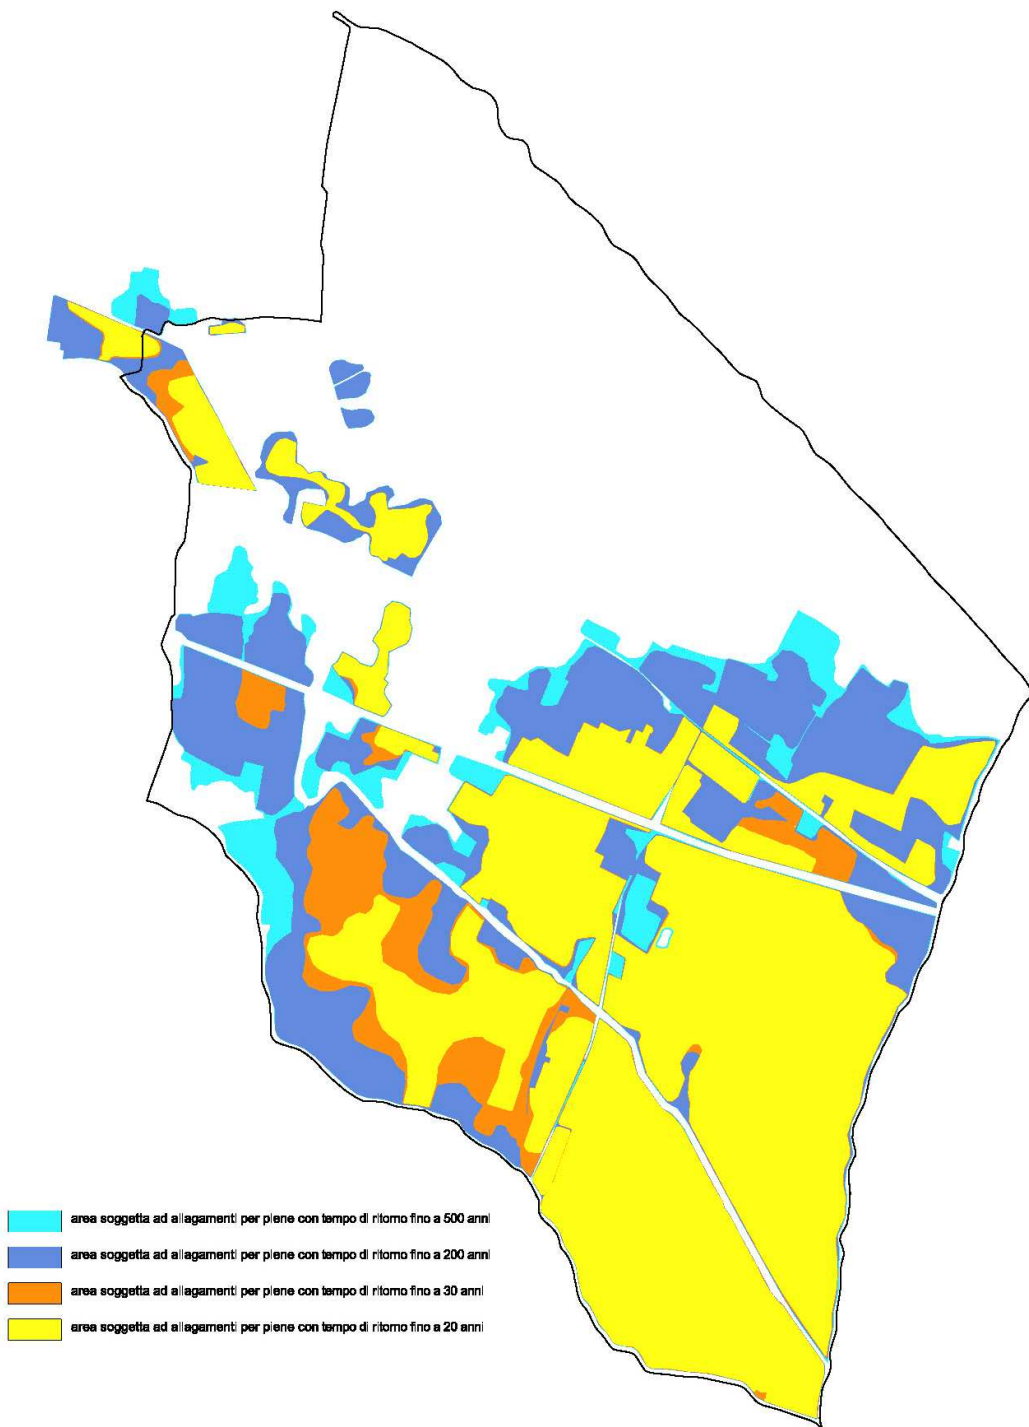 area soggetta ad allagamenti per piene con tempo di ritorno fino a 500 anni
area soggetta ad allagamenti per piene con tempo di ritorno fino a 200 anni
area soggetta ad allagamenti per piene con tempo di ritorno fino a 30 anni
area soggetta ad allagamenti per piene con tempo di ritorno fino a 20 anni